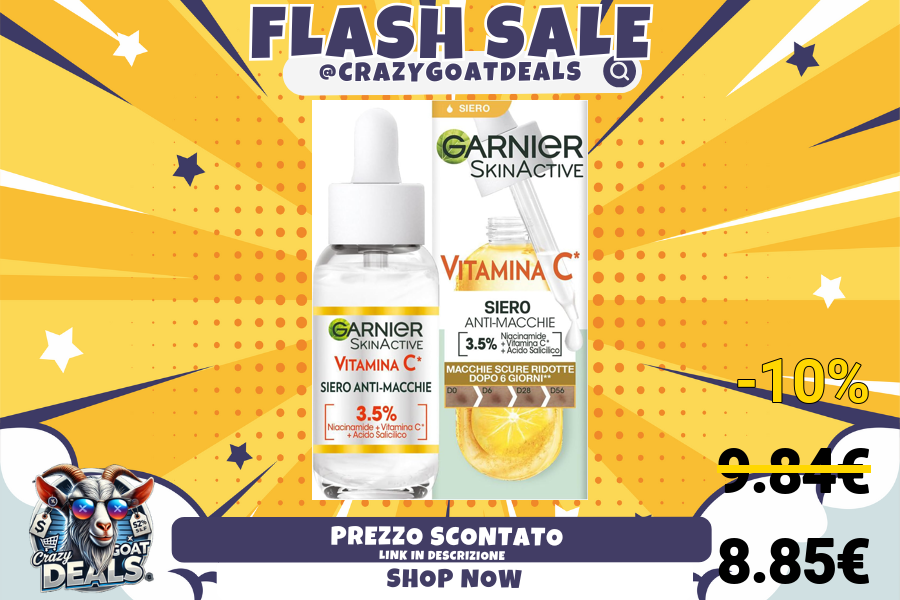 FLASH SALE
@CRAZYGOATDEALS
SIERO
GARNIER
SKINACTIVE
VITAMINA C*
SIERO
ANTI-MACCHIE
3.5% Niacinamide
+ Vitamina C*
+ Acido Salicilico
MACCHIE SCURE RIDOTTE
DOPO 6 GIORNI**
D0 D6 D28 D56
GARNIER
SKINACTIVE
VITAMINA C*
SIERO ANTI-MACCHIE
3.5%
Niacinamide + Vitamina C*
+ Acido Salicilico
-10%
9.84€
8.85€
$
52%
Crazy
GOAT
DEALS
PREZZO SCONTATO
LINK IN DESCRIZIONE
SHOP NOW